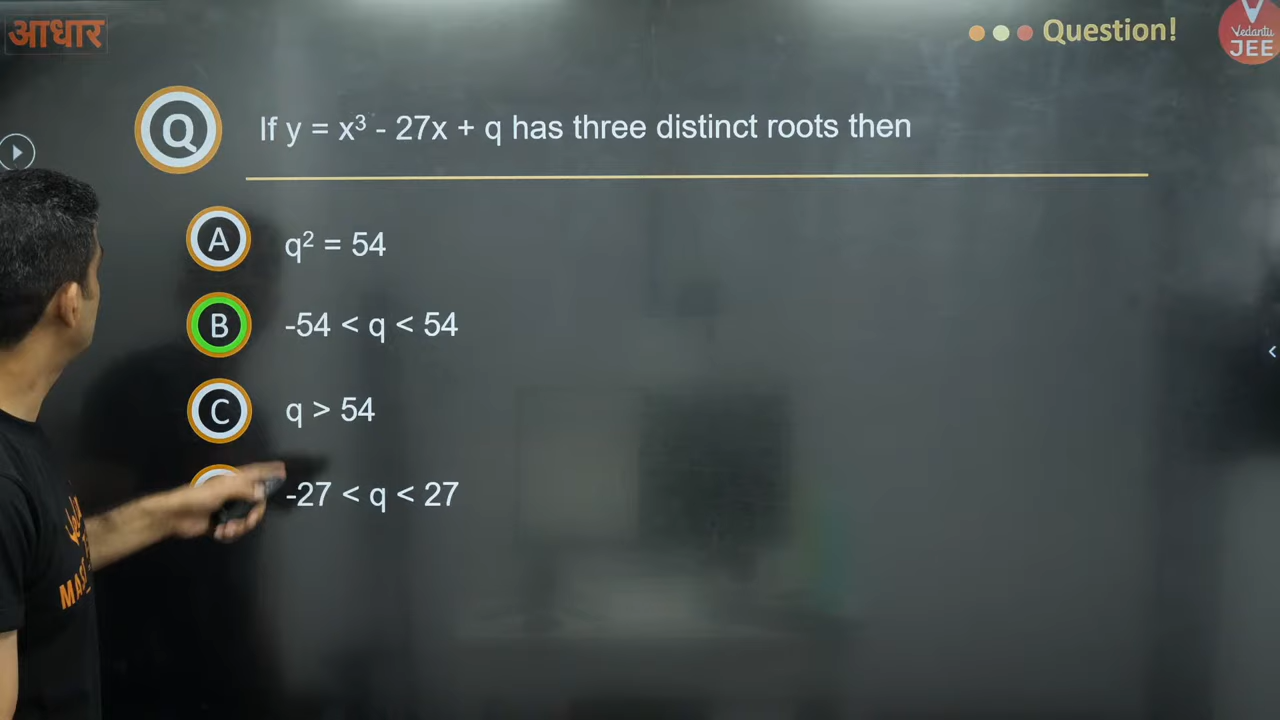 आधार
Question!
Vedantu
JEE
Q
If y = x³ - 27x + q has three distinct roots then
A
q² = 54
B
-54 < q < 54
C
q > 54
-27 < q < 27